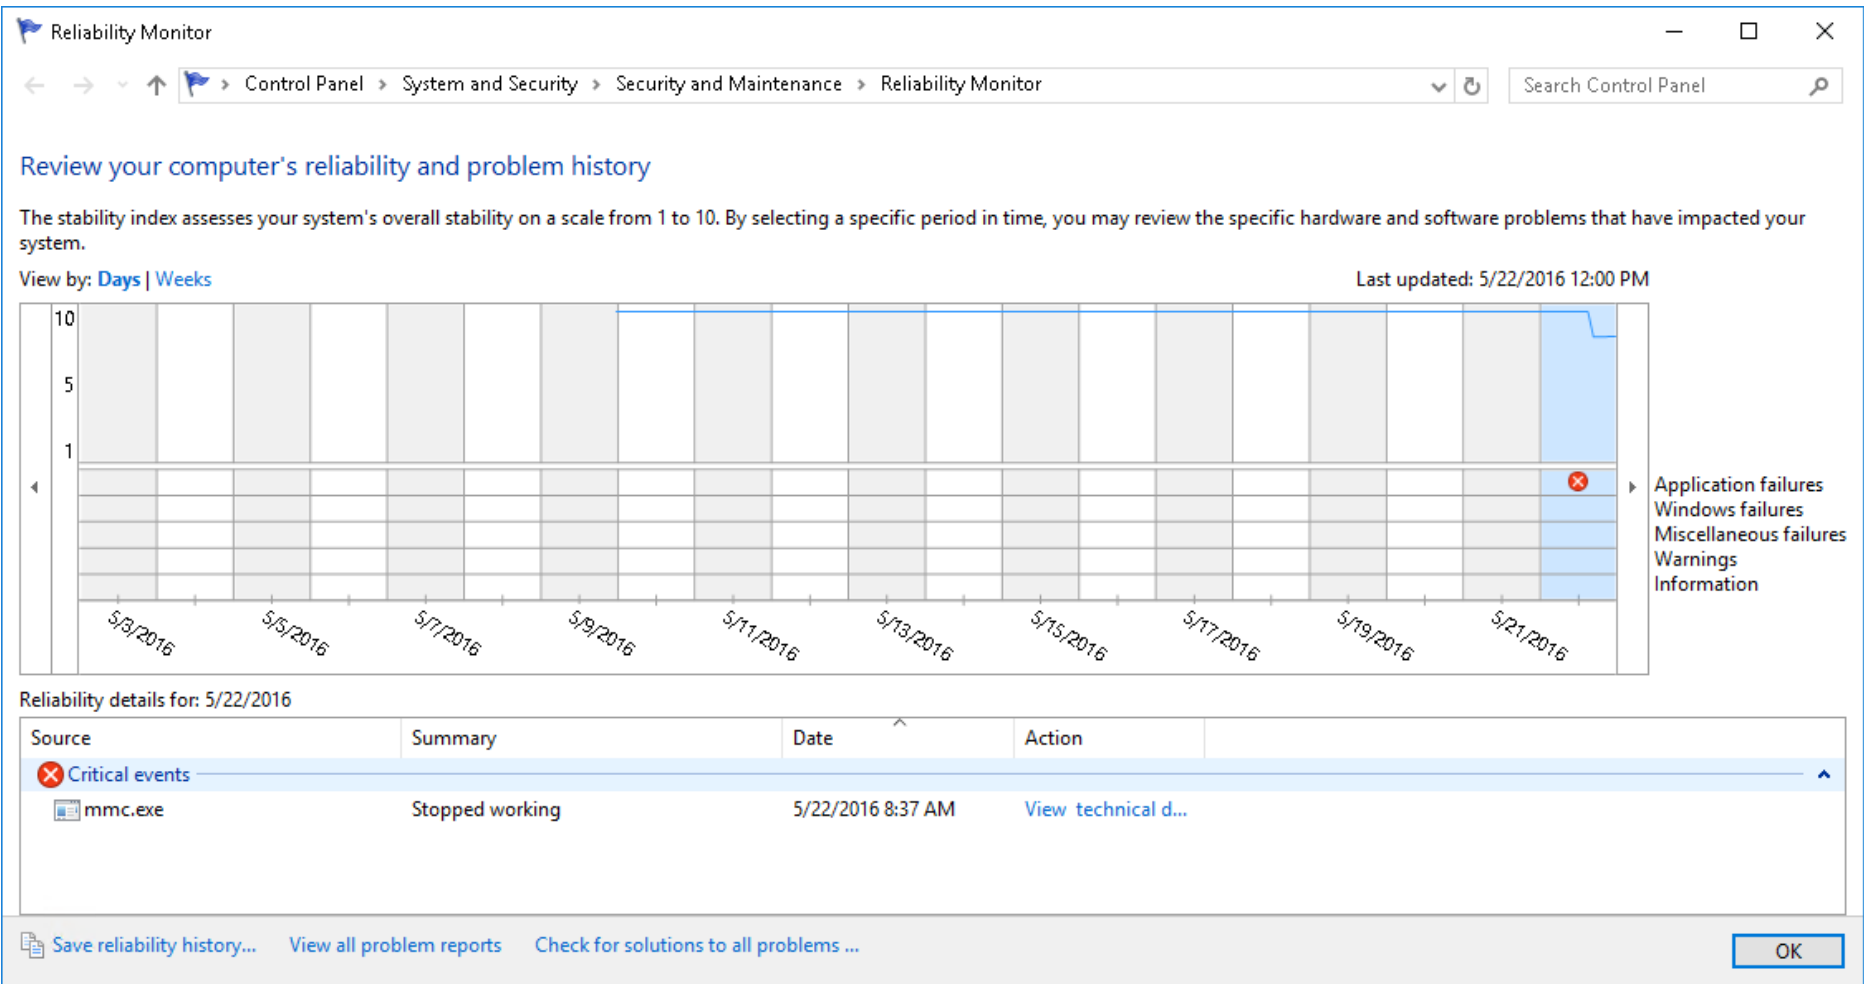 Reliability Monitor
Control Panel > System and Security > Security and Maintenance > Reliability Monitor
Search Control Panel
Review your computer's reliability and problem history
The stability index assesses your system's overall stability on a scale from 1 to 10. By selecting a specific period in time, you may review the specific hardware and software problems that have impacted your
system.
View by: Days | Weeks
Last updated: 5/22/2016 12:00 PM
10
5
1
Application failures
Windows failures
Miscellaneous failures
Warnings
Information
5/3/2016 5/5/2016 5/7/2016 5/9/2016 5/11/2016 5/13/2016 5/15/2016 5/17/2016 5/19/2016 5/21/2016
Reliability details for: 5/22/2016
Source Summary Date Action
Critical events
mmc.exe Stopped working 5/22/2016 8:37 AM View technical d...
Save reliability history... View all problem reports Check for solutions to all problems ...
OK